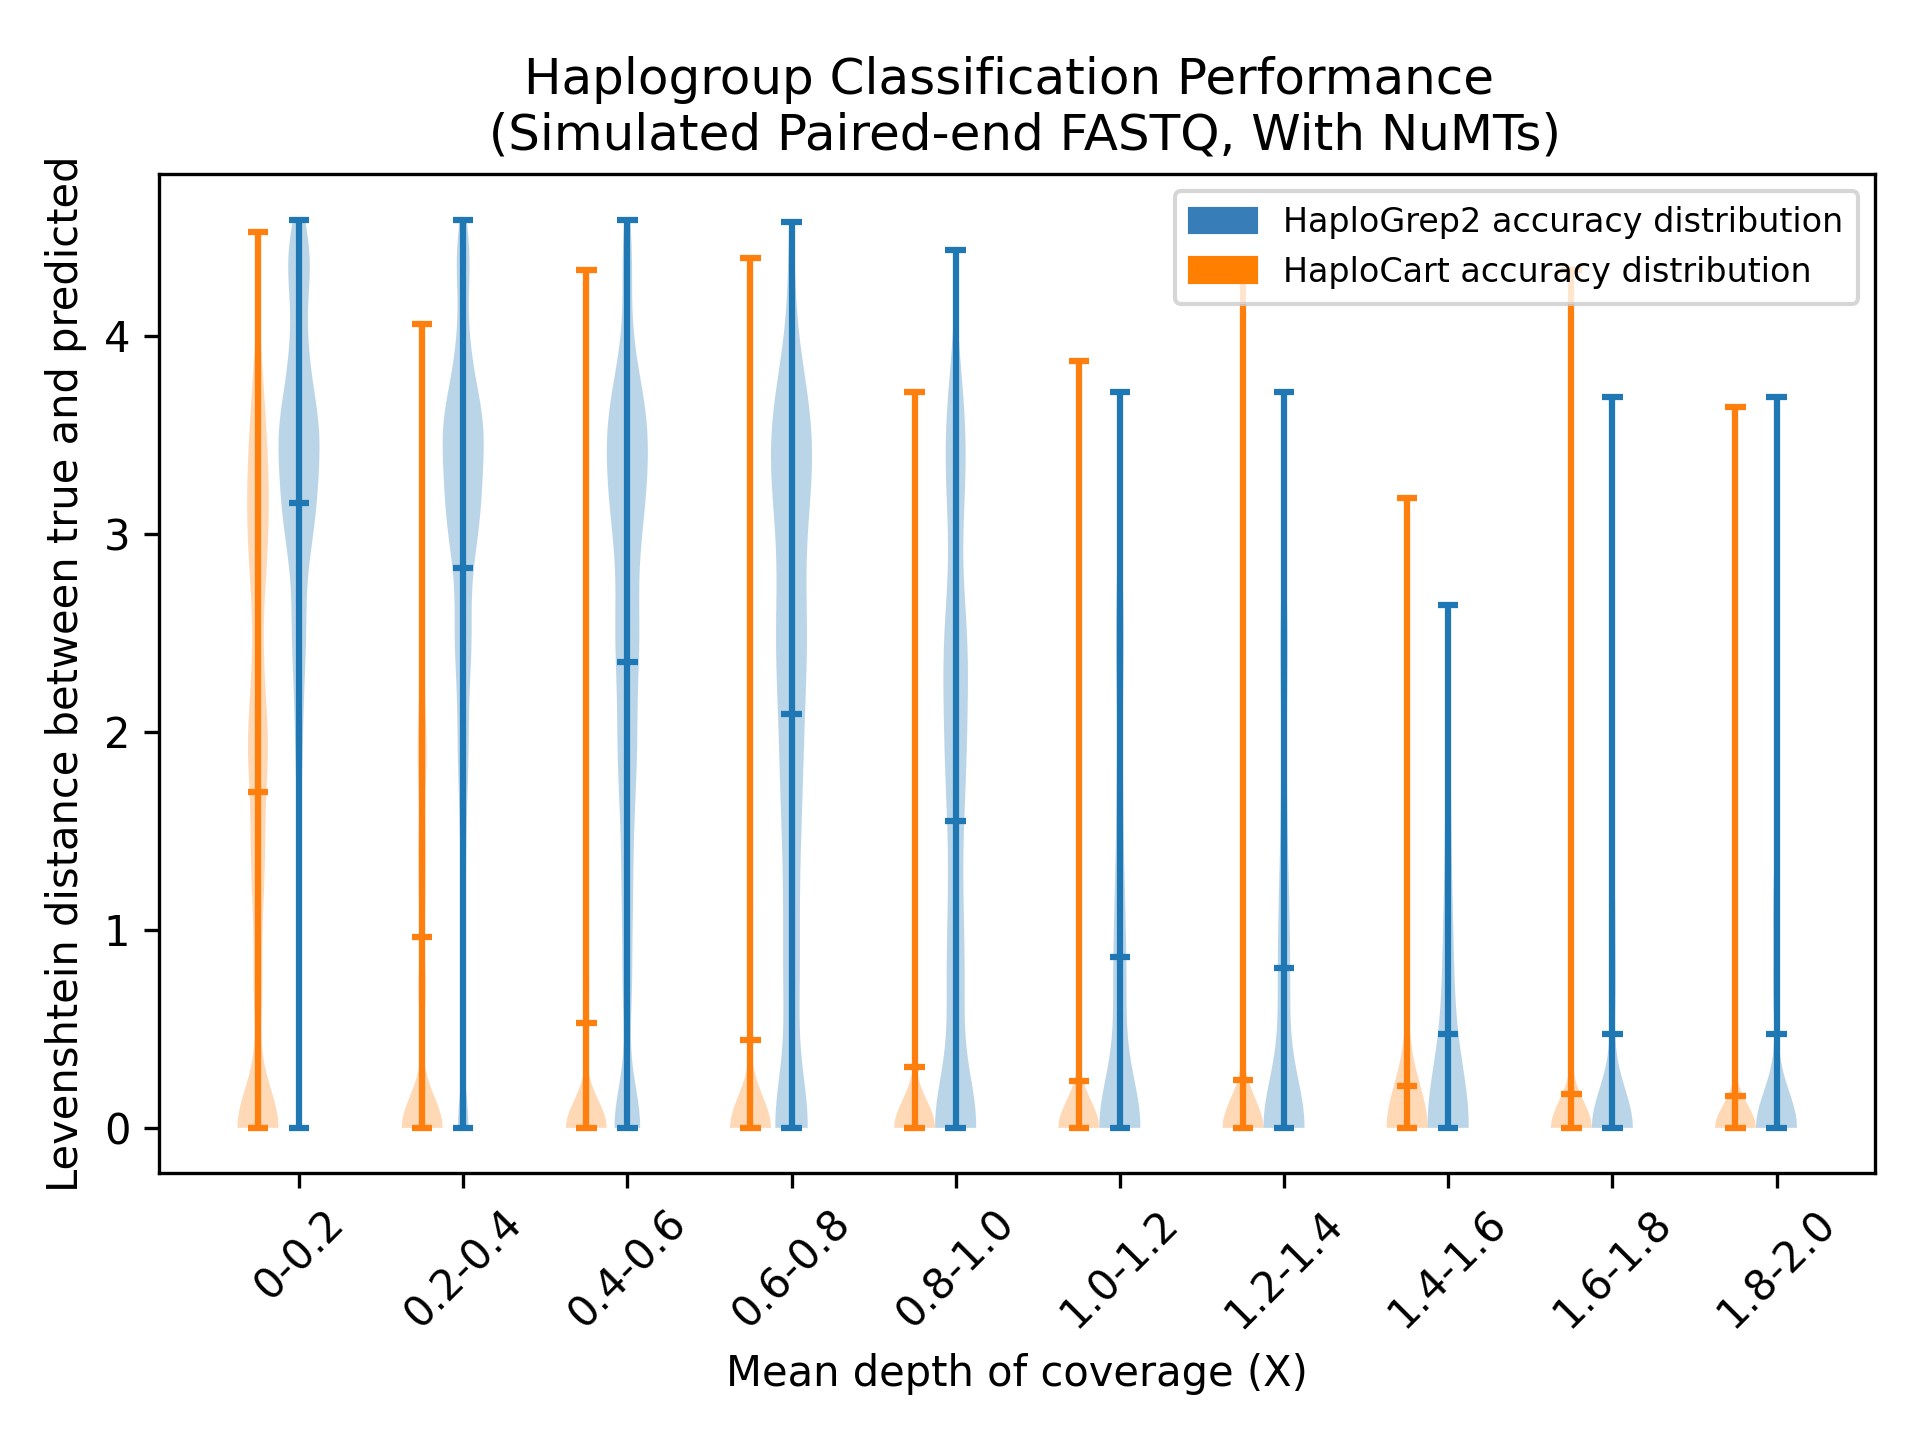 Haplogroup Classification Performance
(Simulated Paired-end FASTQ, With NuMTs)
Levenshtein distance between true and predicted
HaploGrep2 accuracy distribution
HaploCart accuracy distribution
4
3
2
1
0
0-0.2
0.2-0.4
0.4-0.6
0.6-0.8
0.8-1.0
1.0-1.2
1.2-1.4
1.4-1.6
1.6-1.8
1.8-2.0
Mean depth of coverage (X)